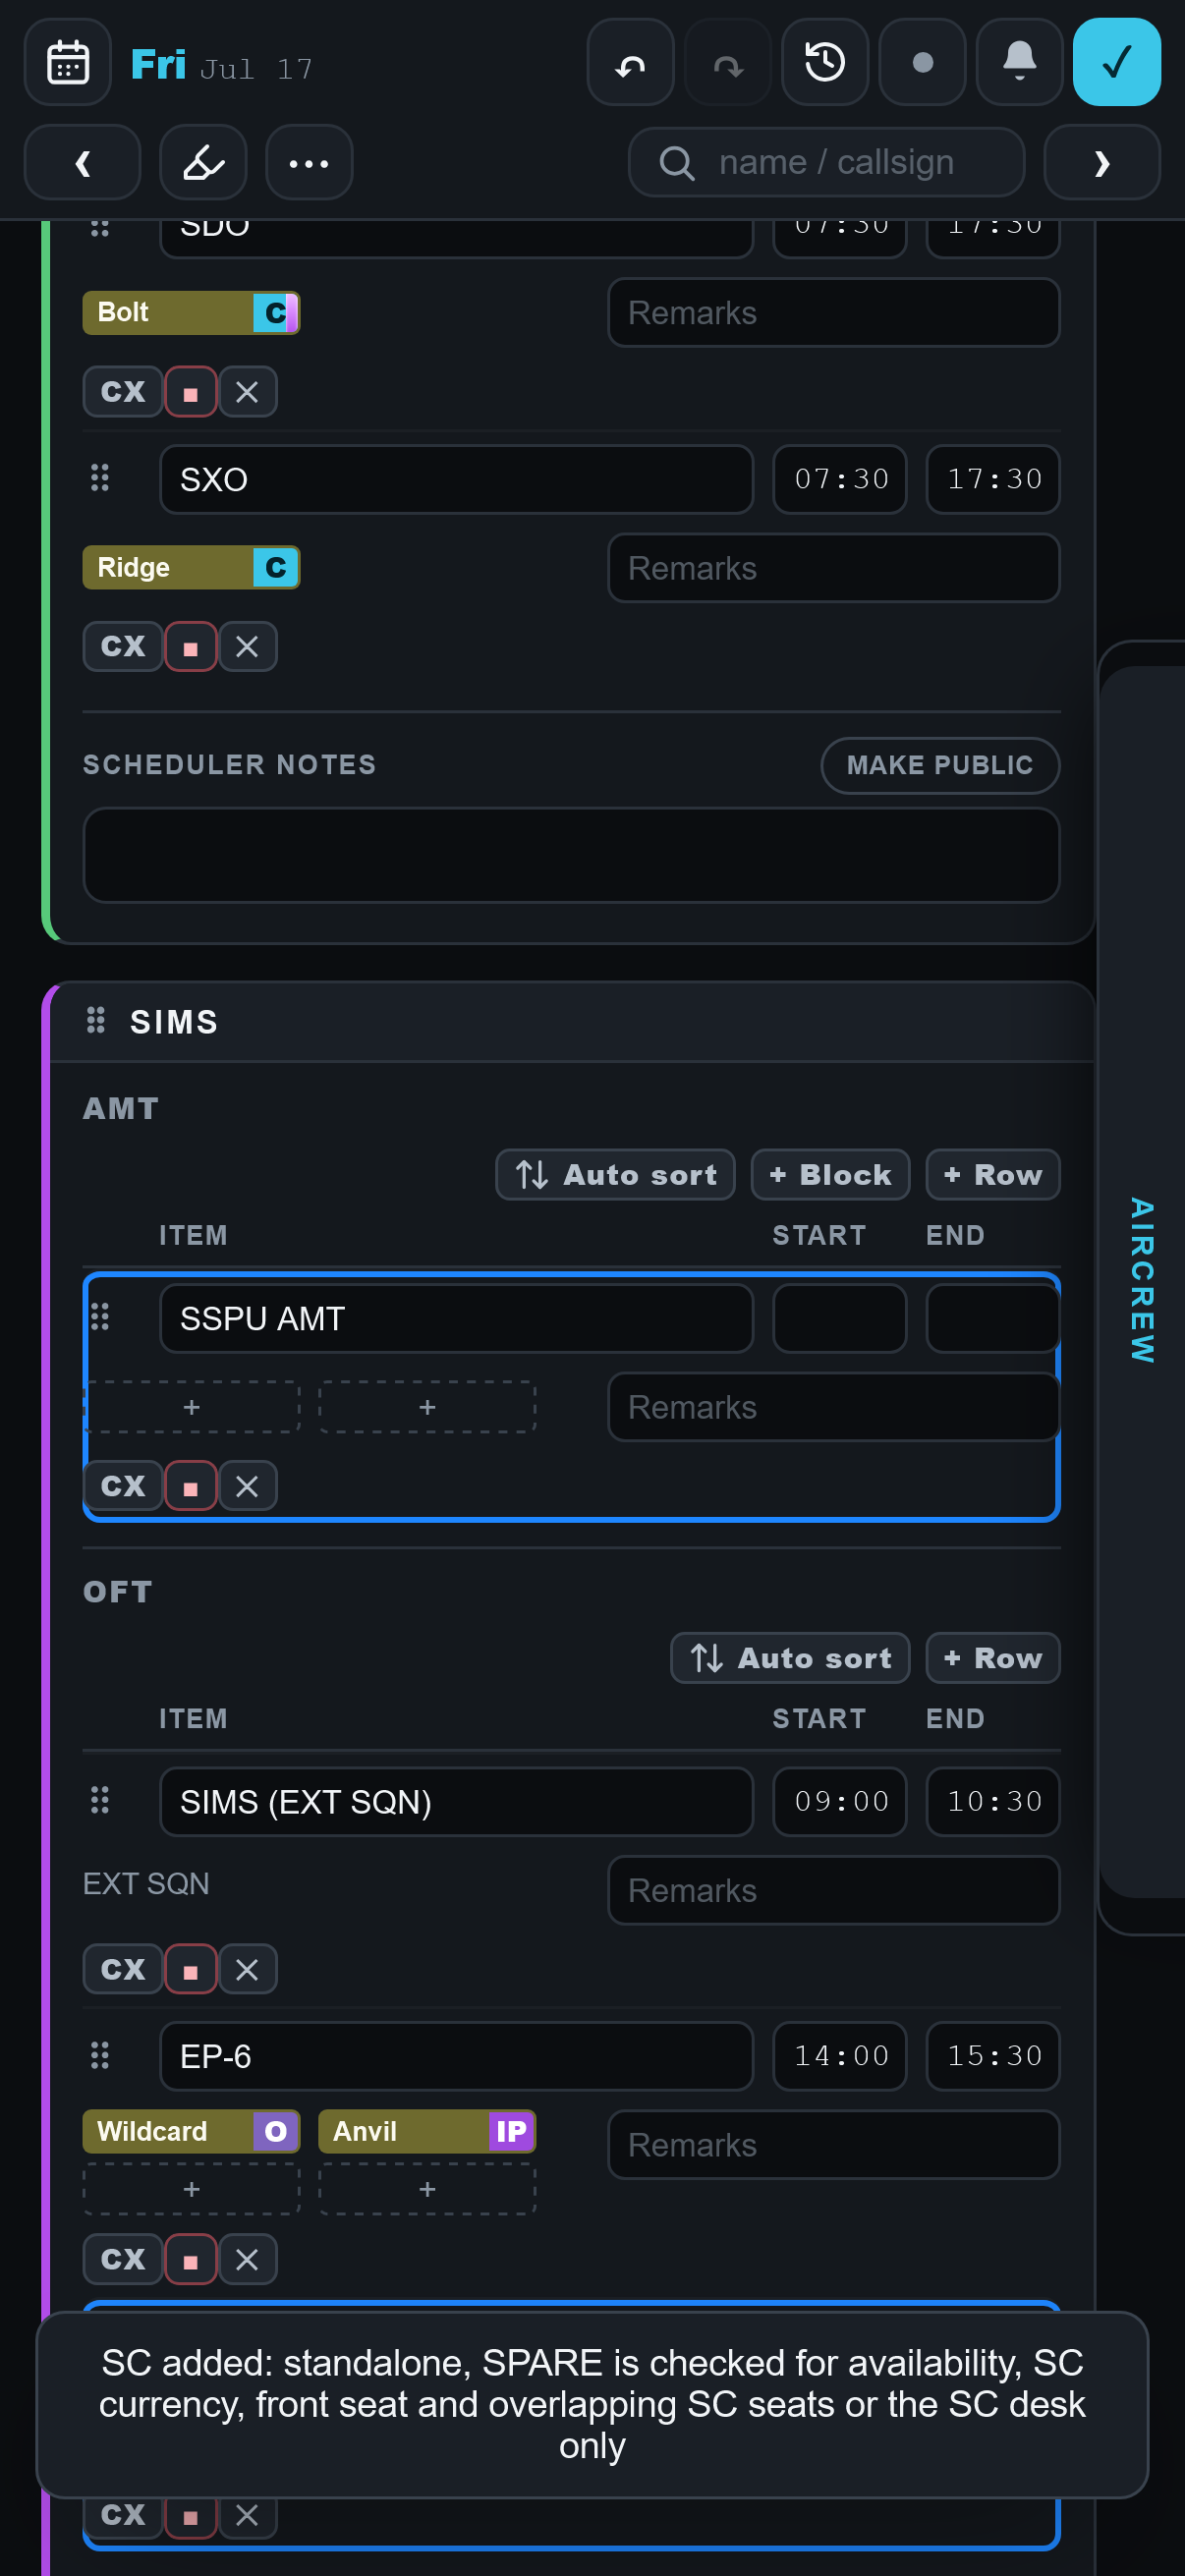 Fri Jul 17
name / callsign
SDO 07:30 17:30
Bolt C Remarks
CX
SXO 07:30 17:30
Ridge C Remarks
CX
SCHEDULER NOTES MAKE PUBLIC
SIMS
AMT
Auto sort + Block + Row
ITEM START END
SSPU AMT
+ + Remarks
CX
OFT
Auto sort + Row
ITEM START END
SIMS (EXT SQN) 09:00 10:30
EXT SQN Remarks
CX
EP-6 14:00 15:30
Wildcard O Anvil IP Remarks
+ +
CX
SC added: standalone, SPARE is checked for availability, SC
currency, front seat and overlapping SC seats or the SC desk
only
CX
AIRCREW